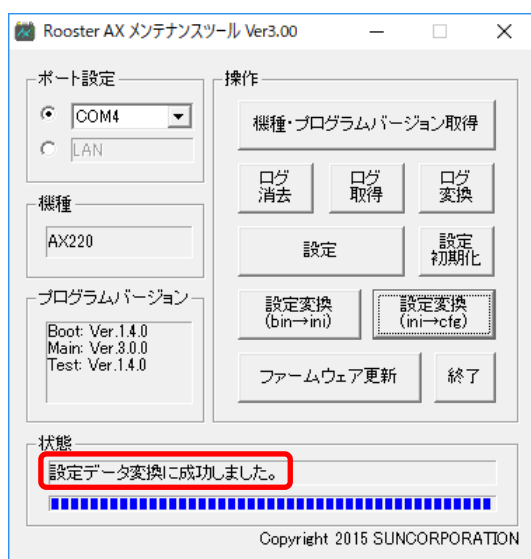 Rooster AX メンテナンスツール Ver3.00
ポート設定
COM4
LAN
機種
AX220
プログラムバージョン
Boot: Ver.1.4.0
Main: Ver.3.0.0
Test: Ver.1.4.0
操作
機種・プログラムバージョン取得
ログ
消去
ログ
取得
ログ
変換
設定
設定
初期化
設定変換
(bin→ini)
設定変換
(ini→cfg)
ファームウェア更新
終了
状態
設定データ変換に成功しました。
Copyright 2015 SUNCORPORATION